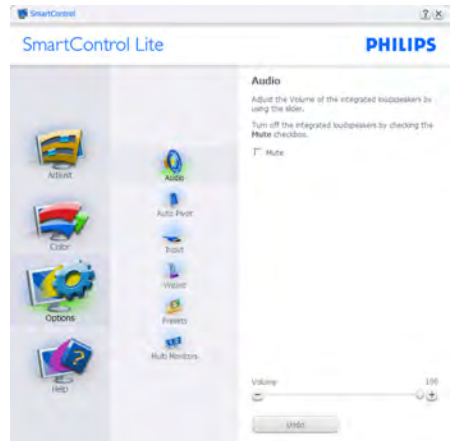 SmartControl
SmartControl Lite
PHILIPS
Adjust
Color
Options
Help
Audio
Auto Pivot
Input
Wizard
Presets
Multi Monitors
Audio
Adjust the Volume of the integrated loudspeakers by
using the slider.
Turn off the integrated loudspeakers by checking the
Mute checkbox.
Mute
Volume
100
Undo